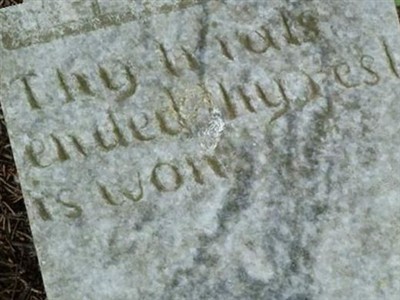 Thy trials
ended thy rest
is won